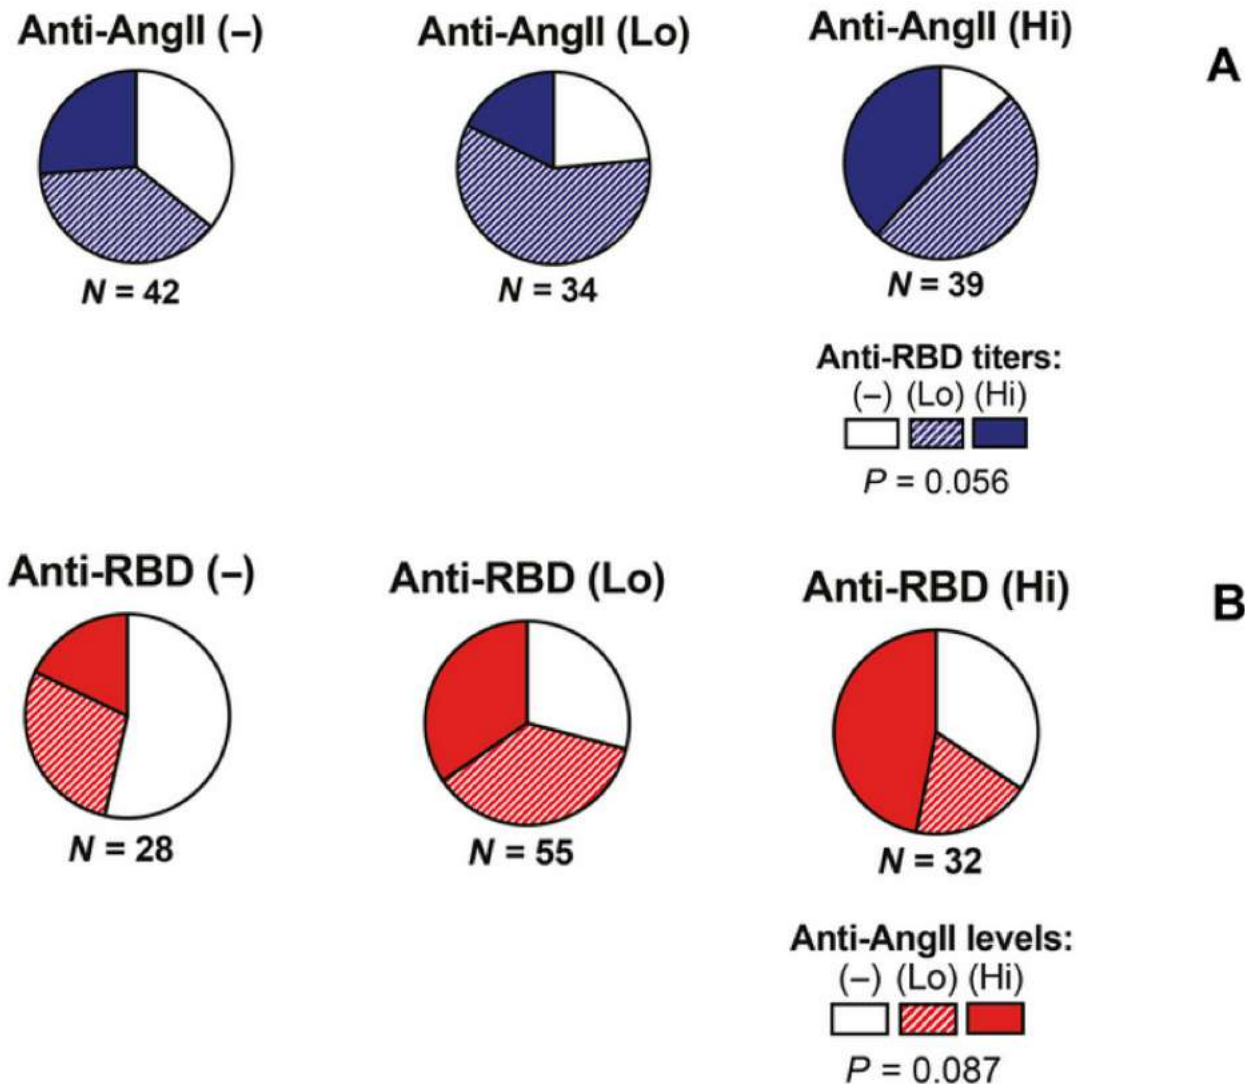 Anti-AngII (–) Anti-AngII (Lo) Anti-AngII (Hi)
A
N = 42 N = 34 N = 39
Anti-RBD titers:
(–) (Lo) (Hi)
P = 0.056
Anti-RBD (–) Anti-RBD (Lo) Anti-RBD (Hi)
B
N = 28 N = 55 N = 32
Anti-AngII levels:
(–) (Lo) (Hi)
P = 0.087